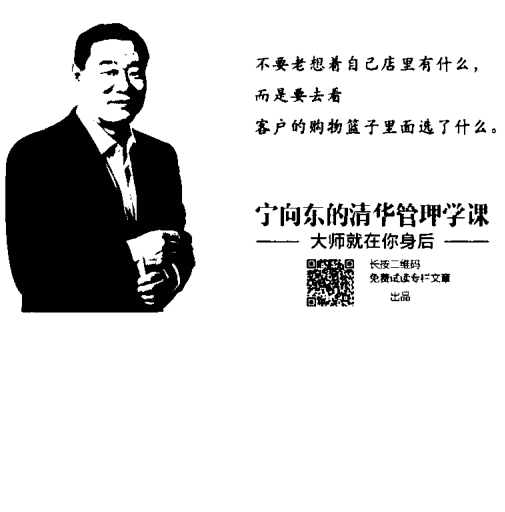 不要老想着自己店里有什么，
而是要去看
客户的购物篮子里面选了什么。
宁向东的清华管理学课
大师就在你身后
长按二维码
免费试读专栏文章
出品